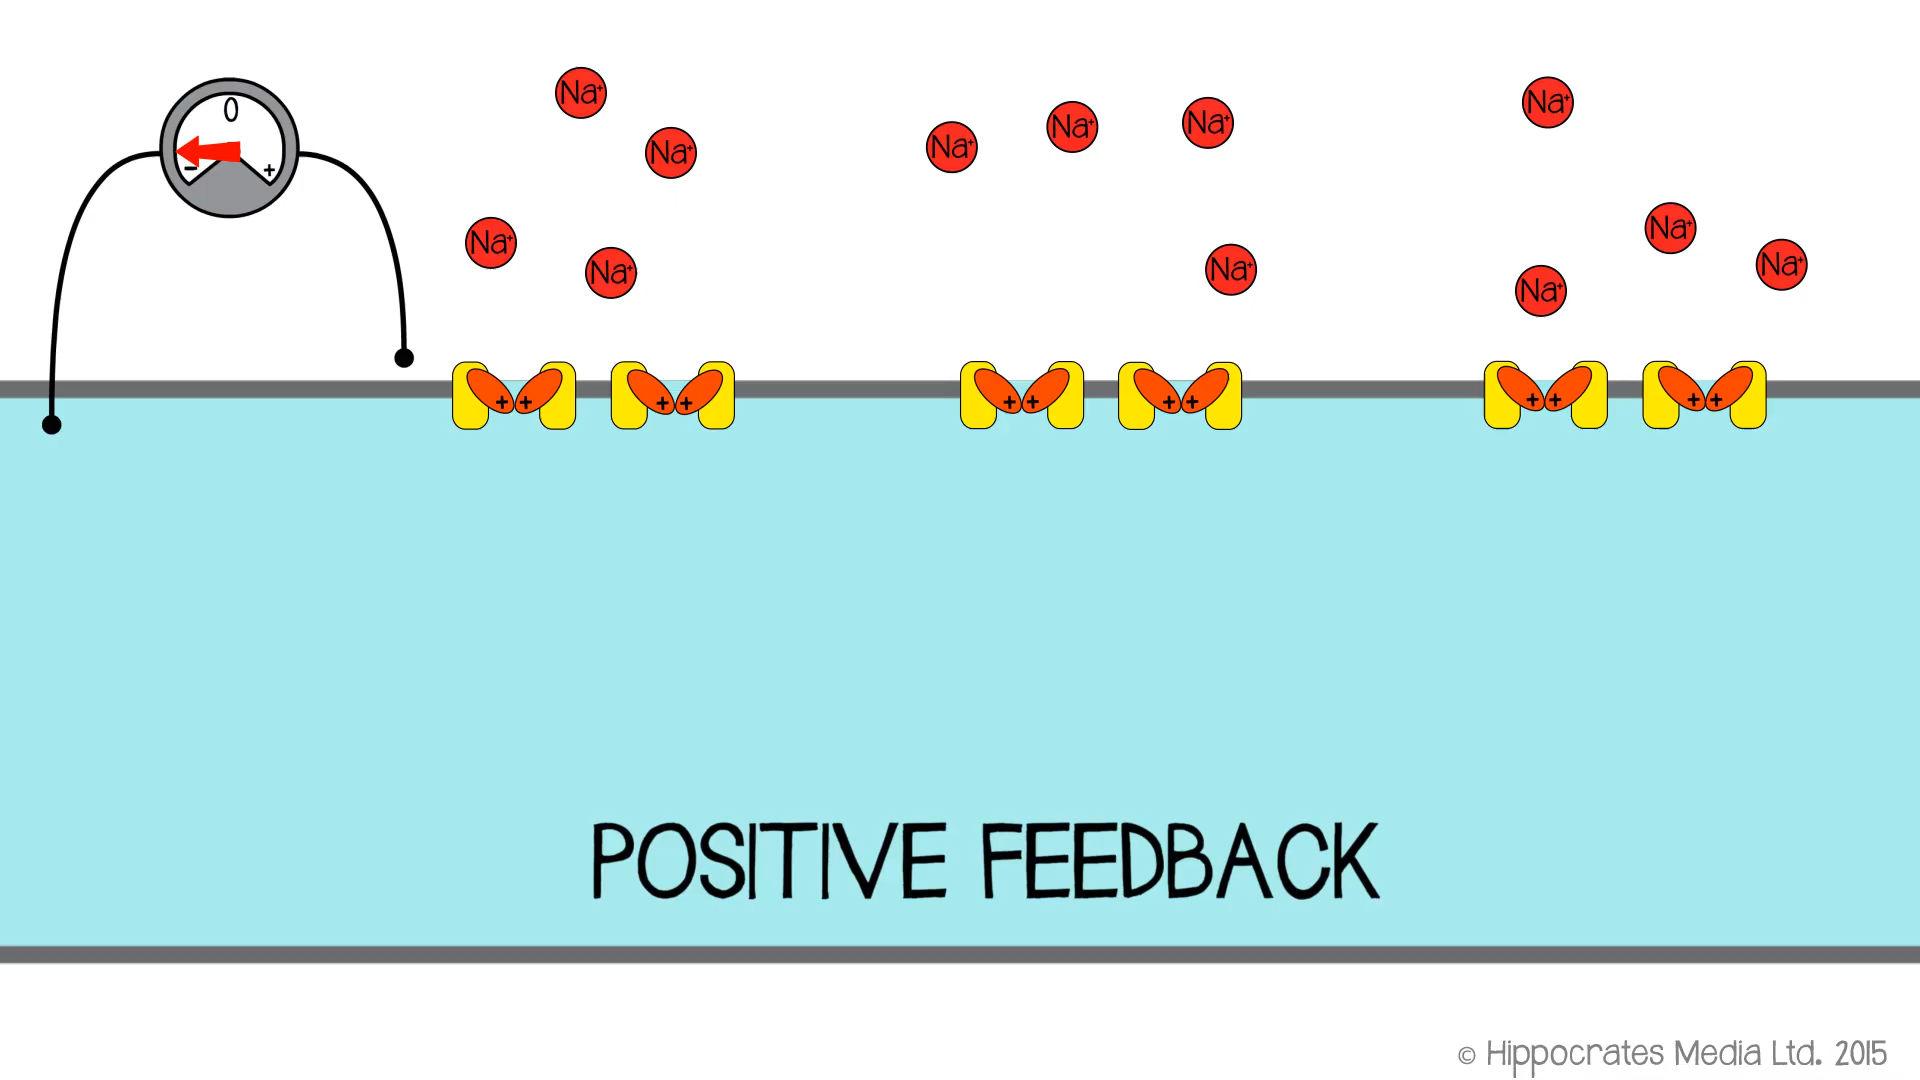 0
- +
Na+
Na+
Na+
Na+
Na+
Na+
Na+
Na+
Na+
Na+
Na+
Na+
+ + + + + + + + + + + +
POSITIVE FEEDBACK
© Hippocrates Media Ltd. 2015